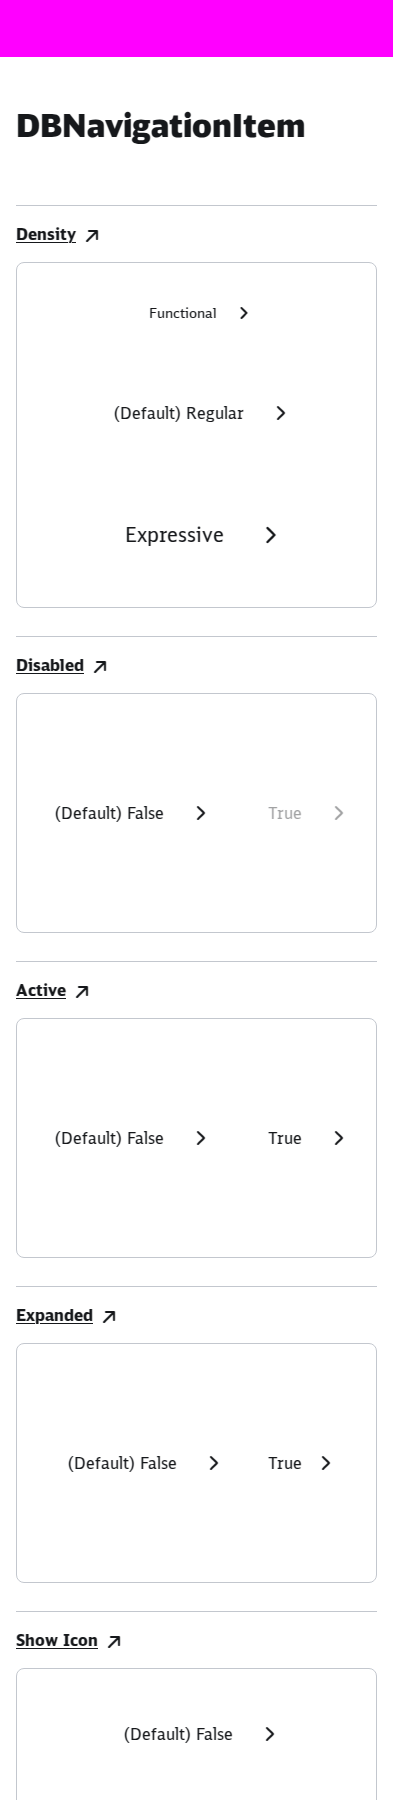 DBNavigationItem
Density
Functional
(Default) Regular
Expressive
Disabled
(Default) False True
Active
(Default) False True
Expanded
(Default) False True
Show Icon
(Default) False